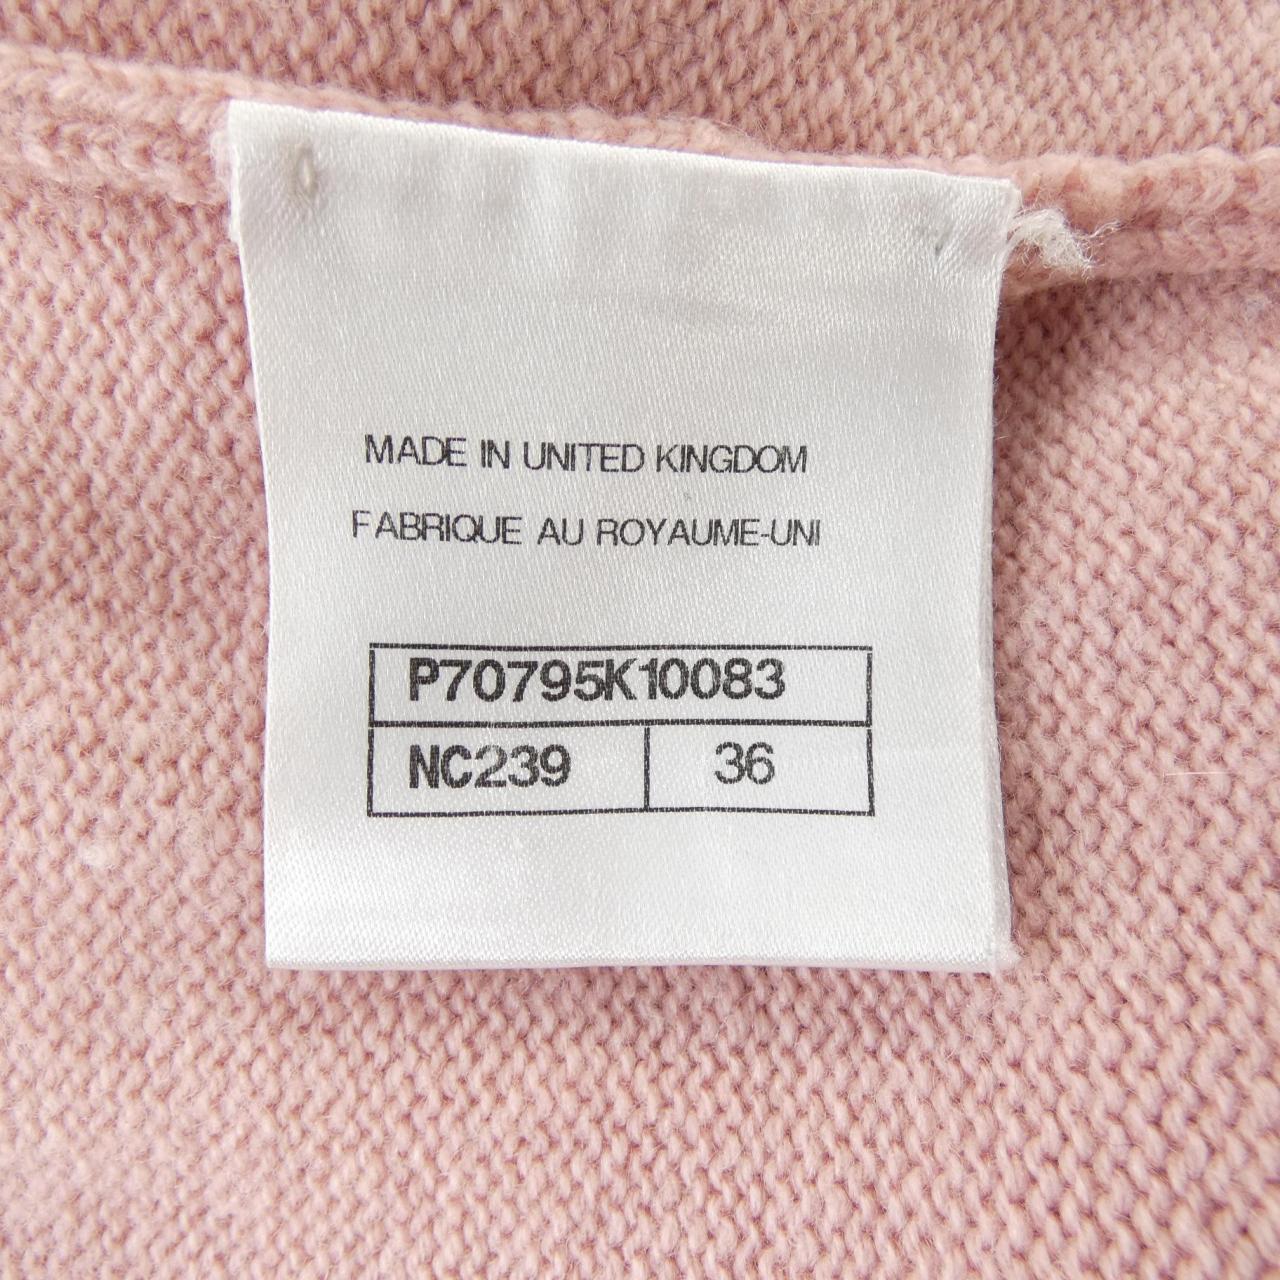 MADE IN UNITED KINGDOM
FABRIQUE AU ROYAUME-UNI
P70795K10083
NC239 36